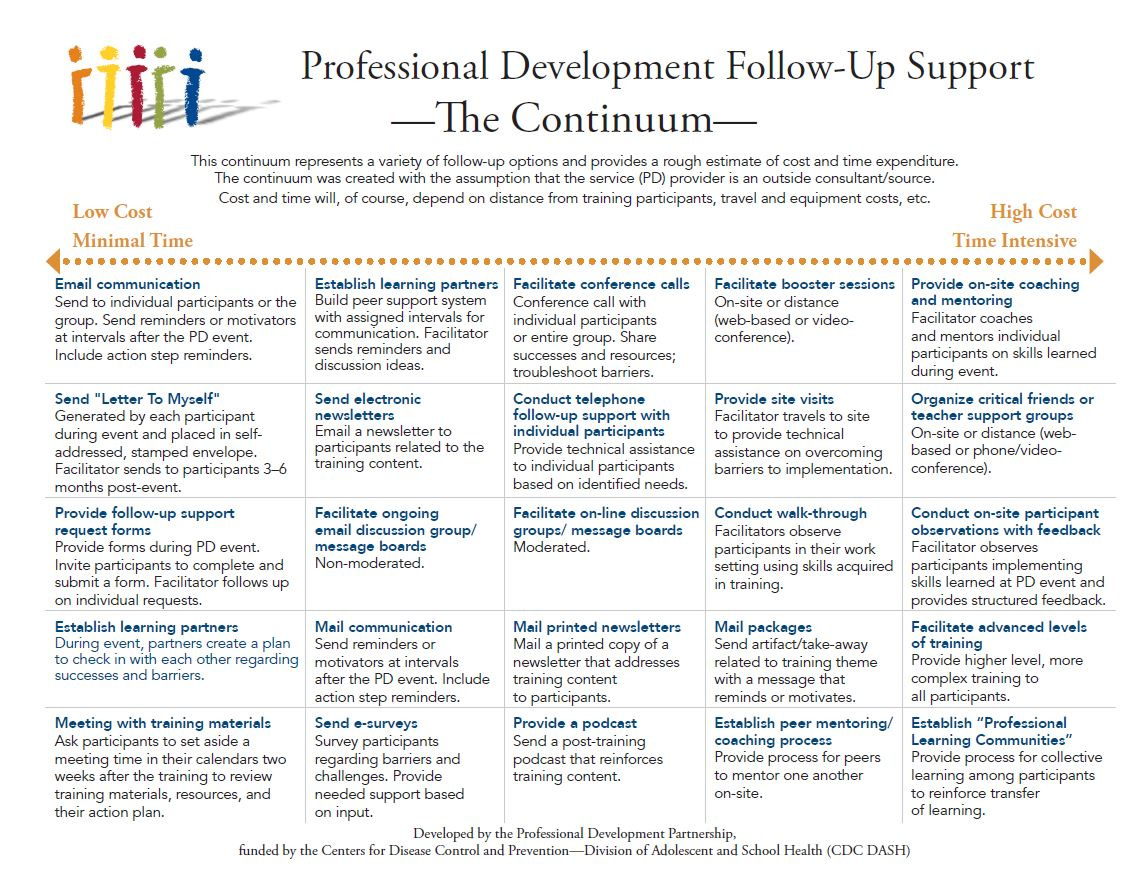 Professional Development Follow-Up Support
—The Continuum—
This continuum represents a variety of follow-up options and provides a rough estimate of cost and time expenditure.
The continuum was created with the assumption that the service (PD) provider is an outside consultant/source.
Cost and time will, of course, depend on distance from training participants, travel and equipment costs, etc.
Low Cost
Minimal Time
High Cost
Time Intensive
Email communication
Send to individual participants or the
group. Send reminders or motivators
at intervals after the PD event.
Include action step reminders.
Establish learning partners
Build peer support system
with assigned intervals for
communication. Facilitator
sends reminders and
discussion ideas.
Facilitate conference calls
Conference call with
individual participants
or entire group. Share
successes and resources;
troubleshoot barriers.
Facilitate booster sessions
On-site or distance
(web-based or video-
conference).
Provide on-site coaching
and mentoring
Facilitator coaches
and mentors individual
participants on skills learned
during event.
Send "Letter To Myself"
Generated by each participant
during event and placed in self-
addressed, stamped envelope.
Facilitator sends to participants 3–6
months post-event.
Send electronic
newsletters
Email a newsletter to
participants related to the
training content.
Conduct telephone
follow-up support with
individual participants
Provide technical assistance
to individual participants
based on identified needs.
Provide site visits
Facilitator travels to site
to provide technical
assistance on overcoming
barriers to implementation.
Organize critical friends or
teacher support groups
On-site or distance (web-
based or phone/video-
conference).
Provide follow-up support
request forms
Provide forms during PD event.
Invite participants to complete and
submit a form. Facilitator follows up
on individual requests.
Facilitate ongoing
email discussion group/
message boards
Non-moderated.
Facilitate on-line discussion
groups/ message boards
Moderated.
Conduct walk-through
Facilitators observe
participants in their work
setting using skills acquired
in training.
Conduct on-site participant
observations with feedback
Facilitator observes
participants implementing
skills learned at PD event and
provides structured feedback.
Establish learning partners
During event, partners create a plan
to check in with each other regarding
successes and barriers.
Mail communication
Send reminders or
motivators at intervals
after the PD event. Include
action step reminders.
Mail printed newsletters
Mail a printed copy of a
newsletter that addresses
training content
to participants.
Mail packages
Send artifact/take-away
related to training theme
with a message that
reminds or motivates.
Facilitate advanced levels
of training
Provide higher level, more
complex training to
all participants.
Meeting with training materials
Ask participants to set aside a
meeting time in their calendars two
weeks after the training to review
training materials, resources, and
their action plan.
Send e-surveys
Survey participants
regarding barriers and
challenges. Provide
needed support based
on input.
Provide a podcast
Send a post-training
podcast that reinforces
training content.
Establish peer mentoring/
coaching process
Provide process for peers
to mentor one another
on-site.
Establish “Professional
Learning Communities”
Provide process for collective
learning among participants
to reinforce transfer
of learning.
Developed by the Professional Development Partnership,
funded by the Centers for Disease Control and Prevention—Division of Adolescent and School Health (CDC DASH)